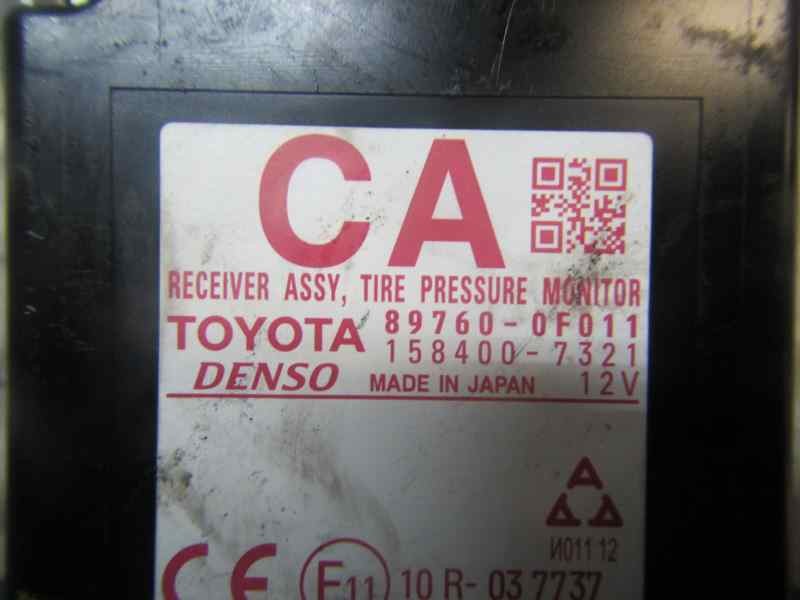 CA
RECEIVER ASSY, TIRE PRESSURE MONITOR
TOYOTA 89760-0F011
158400-7321
DENSO MADE IN JAPAN 12V
И011 12
CE E11 10 R-03 7737